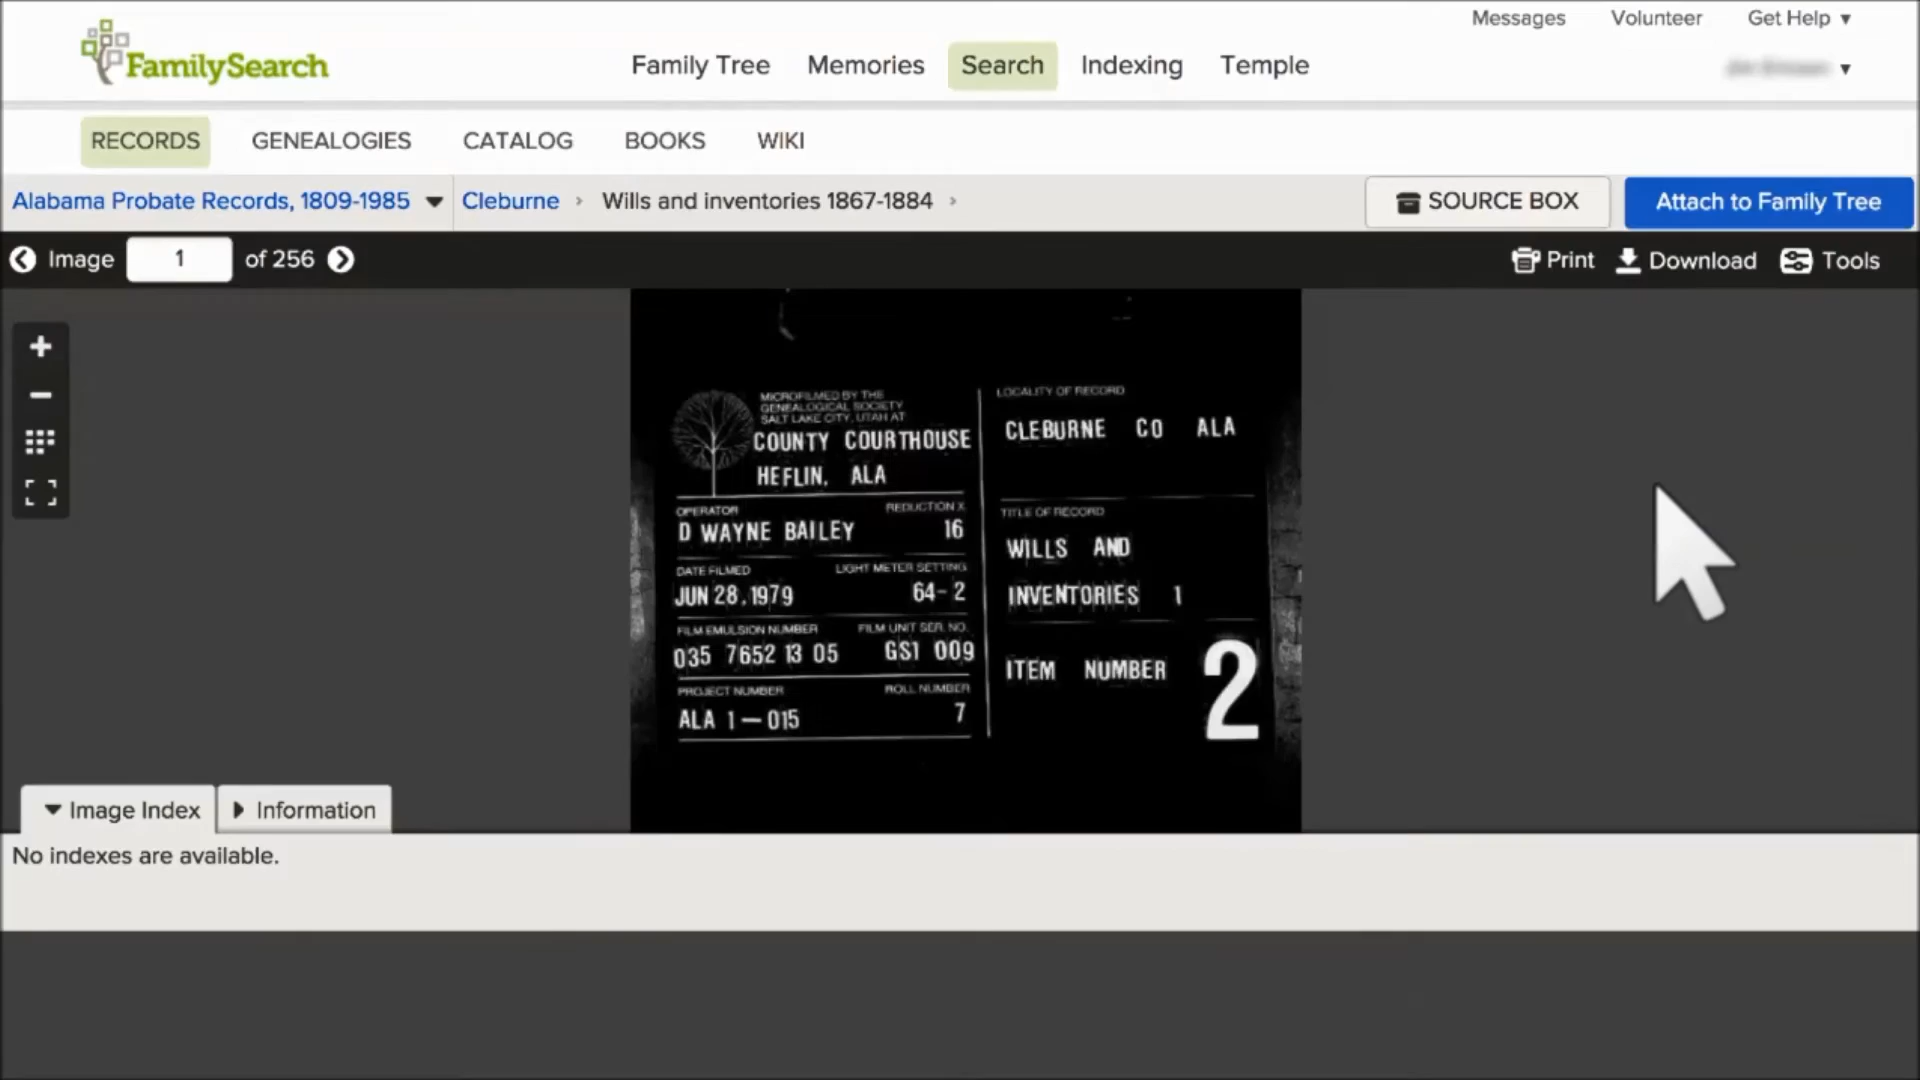 Messages Volunteer Get Help
FamilySearch
Family Tree Memories Search Indexing Temple
RECORDS GENEALOGIES CATALOG BOOKS WIKI
Alabama Probate Records, 1809-1985 Cleburne › Wills and inventories 1867-1884 ›
SOURCE BOX
Attach to Family Tree
Image 1 of 256
Print Download Tools
MICROFILMED BY THE
GENEALOGICAL SOCIETY
SALT LAKE CITY, UTAH AT
COUNTY COURTHOUSE
HEFLIN, ALA
OPERATOR REDUCTION X
D WAYNE BAILEY 16
DATE FILMED LIGHT METER SETTING
JUN 28, 1979 64-2
FILM EMULSION NUMBER FILM UNIT SER. NO.
035 7652 13 05 GS1 009
PROJECT NUMBER ROLL NUMBER
ALA 1-015 7
LOCALITY OF RECORD
CLEBURNE CO ALA
TITLE OF RECORD
WILLS AND
INVENTORIES 1
ITEM NUMBER 2
Image Index Information
No indexes are available.